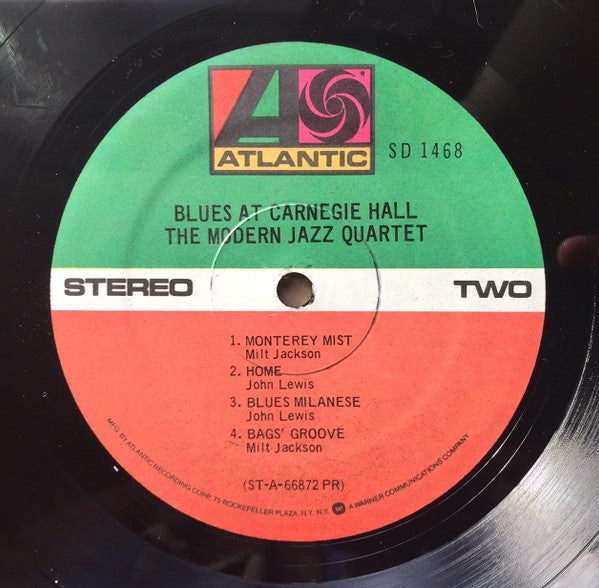 ATLANTIC
SD 1468
BLUES AT CARNEGIE HALL
THE MODERN JAZZ QUARTET
STEREO
TWO
1. MONTEREY MIST
Milt Jackson
2. HOME
John Lewis
3. BLUES MILANESE
John Lewis
4. BAGS' GROOVE
Milt Jackson
(ST-A-66872 PR)
MFG. BY ATLANTIC RECORDING CORP. 75 ROCKEFELLER PLAZA, N.Y. N.Y. A WARNER COMMUNICATIONS COMPANY